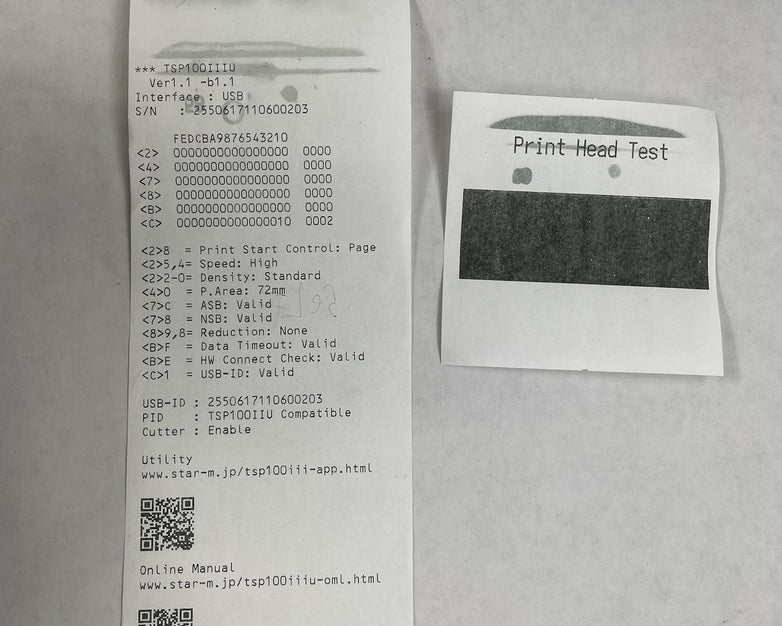 *** TSP100IIIU
Ver1.1 -b1.1
Interface : USB
S/N : 2550617110600203
FEDCBA9876543210
<2> 0000000000000000 0000
<4> 0000000000000000 0000
<7> 0000000000000000 0000
<8> 0000000000000000 0000
<B> 0000000000000000 0000
<C> 0000000000000010 0002
<2>8 = Print Start Control: Page
<2>5,4= Speed: High
<2>2-0= Density: Standard
<4>0 = P.Area: 72mm
<7>C = ASB: Valid
<7>8 = NSB: Valid
<8>9,8= Reduction: None
<B>F = Data Timeout: Valid
<B>E = HW Connect Check: Valid
<C>1 = USB-ID: Valid
USB-ID : 2550617110600203
PID : TSP100IIU Compatible
Cutter : Enable
Utility
www.star-m.jp/tsp100iii-app.html
Online Manual
www.star-m.jp/tsp100iiiu-oml.html
Print Head Test